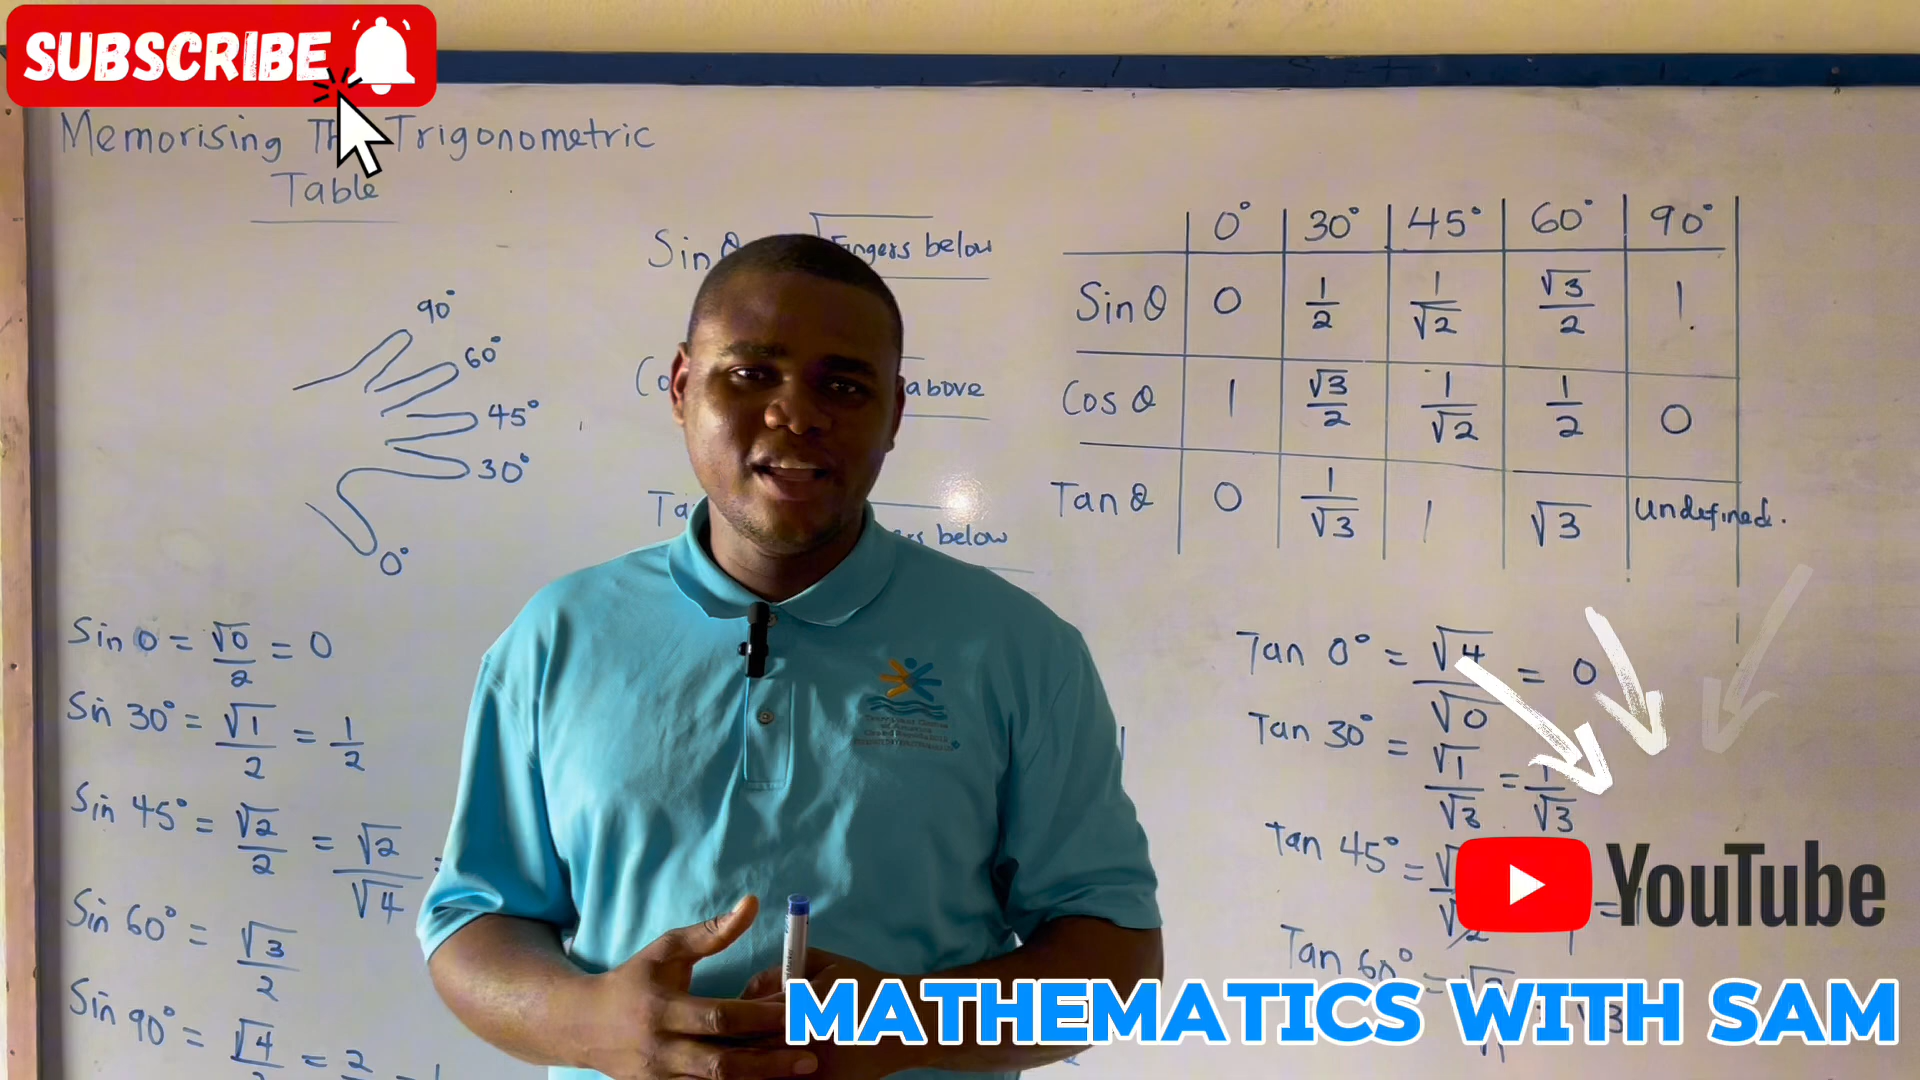 SUBSCRIBE
Memorising Trigonometric
Table
90°
60°
45°
30°
0°
Sin θ
Fingers below
above
below
0° 30° 45° 60° 90°
Sin θ 0 1/2 1/√2 √3/2 1
Cos θ 1 √3/2 1/√2 1/2 0
Tan θ 0 1/√3 1 √3 undefined.
Sin 0 = √0/2 = 0
Sin 30° = √1/2 = 1/2
Sin 45° = √2/2 = √2/√4 =
Sin 60° = √3/2
Sin 90° = √4/2 = 2
Tan 0° = √4/√0 = 0
Tan 30° = √1/√3 = 1/√3
Tan 45° =
Tan 60° =
YouTube
MATHEMATICS WITH SAM